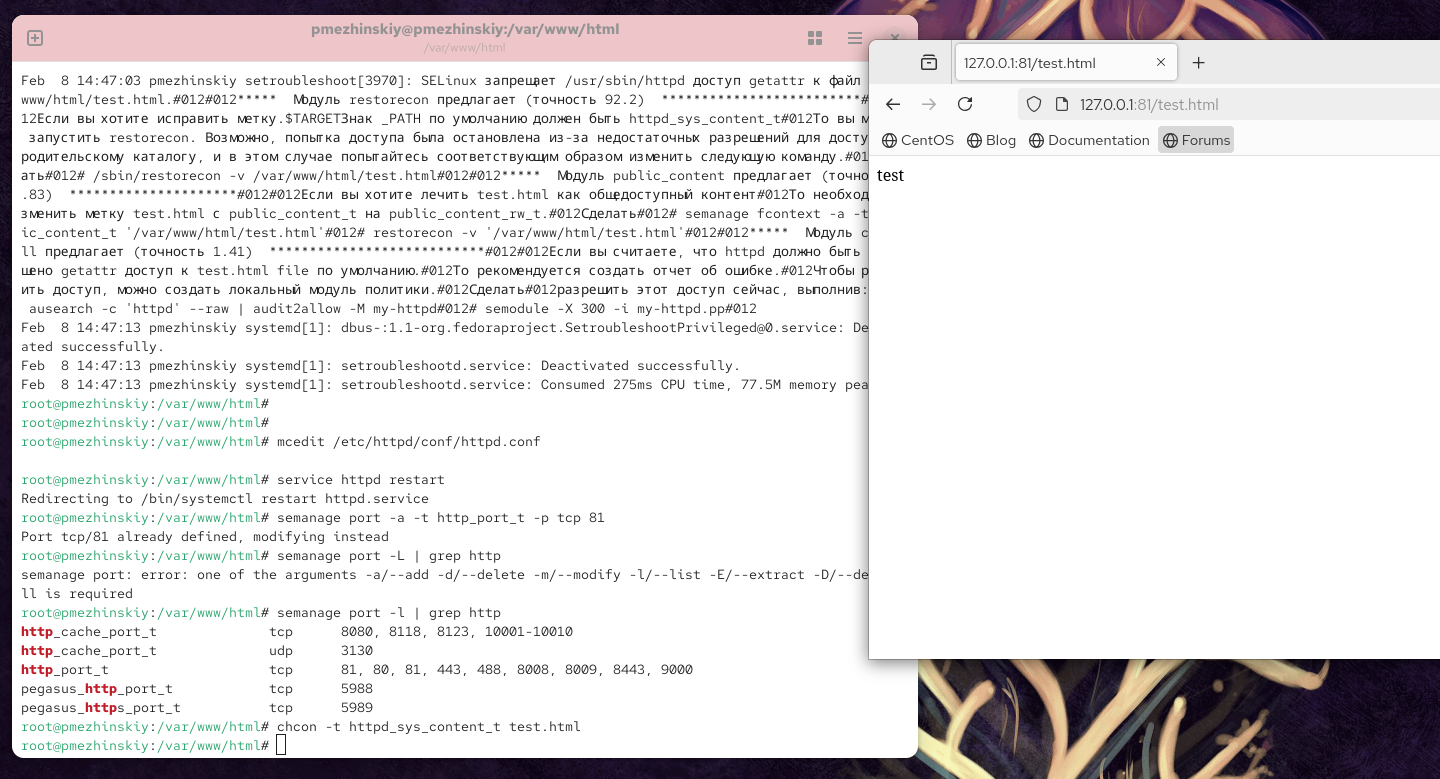 pmezhinskiy@pmezhinskiy:/var/www/html
/var/www/html
Feb  8 14:47:03 pmezhinskiy setroubleshoot[3970]: SELinux запрещает /usr/sbin/httpd доступ getattr к файл
www/html/test.html.#012#012*****  Модуль restorecon предлагает (точность 92.2)  *************************#
12Если вы хотите исправить метку.$TARGETЗнак _PATH по умолчанию должен быть httpd_sys_content_t#012То вы м
 запустить restorecon. Возможно, попытка доступа была остановлена из-за недостаточных разрешений для досту
родительскому каталогу, и в этом случае попытайтесь соответствующим образом изменить следующую команду.#01
ать#012# /sbin/restorecon -v /var/www/html/test.html#012#012*****  Модуль public_content предлагает (точно
.83)  *********************#012#012Если вы хотите лечить test.html как общедоступный контент#012То необход
зменить метку test.html с public_content_t на public_content_rw_t.#012Сделать#012# semanage fcontext -a -t
ic_content_t '/var/www/html/test.html'#012# restorecon -v '/var/www/html/test.html'#012#012*****  Модуль c
ll предлагает (точность 1.41)  ***************************#012#012Если вы считаете, что httpd должно быть
щено getattr доступ к test.html file по умолчанию.#012То рекомендуется создать отчет об ошибке.#012Чтобы р
ить доступ, можно создать локальный модуль политики.#012Сделать#012разрешить этот доступ сейчас, выполнив:
 ausearch -c 'httpd' --raw | audit2allow -M my-httpd#012# semodule -X 300 -i my-httpd.pp#012
Feb  8 14:47:13 pmezhinskiy systemd[1]: dbus-:1.1-org.fedoraproject.SetroubleshootPrivileged@0.service: De
ated successfully.
Feb  8 14:47:13 pmezhinskiy systemd[1]: setroubleshootd.service: Deactivated successfully.
Feb  8 14:47:13 pmezhinskiy systemd[1]: setroubleshootd.service: Consumed 275ms CPU time, 77.5M memory pea
root@pmezhinskiy:/var/www/html#
root@pmezhinskiy:/var/www/html#
root@pmezhinskiy:/var/www/html# mcedit /etc/httpd/conf/httpd.conf
root@pmezhinskiy:/var/www/html# service httpd restart
Redirecting to /bin/systemctl restart httpd.service
root@pmezhinskiy:/var/www/html# semanage port -a -t http_port_t -p tcp 81
Port tcp/81 already defined, modifying instead
root@pmezhinskiy:/var/www/html# semanage port -L | grep http
semanage port: error: one of the arguments -a/--add -d/--delete -m/--modify -l/--list -E/--extract -D/--de
ll is required
root@pmezhinskiy:/var/www/html# semanage port -l | grep http
http_cache_port_t              tcp      8080, 8118, 8123, 10001-10010
http_cache_port_t              udp      3130
http_port_t                    tcp      81, 80, 81, 443, 488, 8008, 8009, 8443, 9000
pegasus_http_port_t            tcp      5988
pegasus_https_port_t           tcp      5989
root@pmezhinskiy:/var/www/html# chcon -t httpd_sys_content_t test.html
root@pmezhinskiy:/var/www/html#
127.0.0.1:81/test.html
127.0.0.1:81/test.html
CentOS Blog Documentation Forums
test